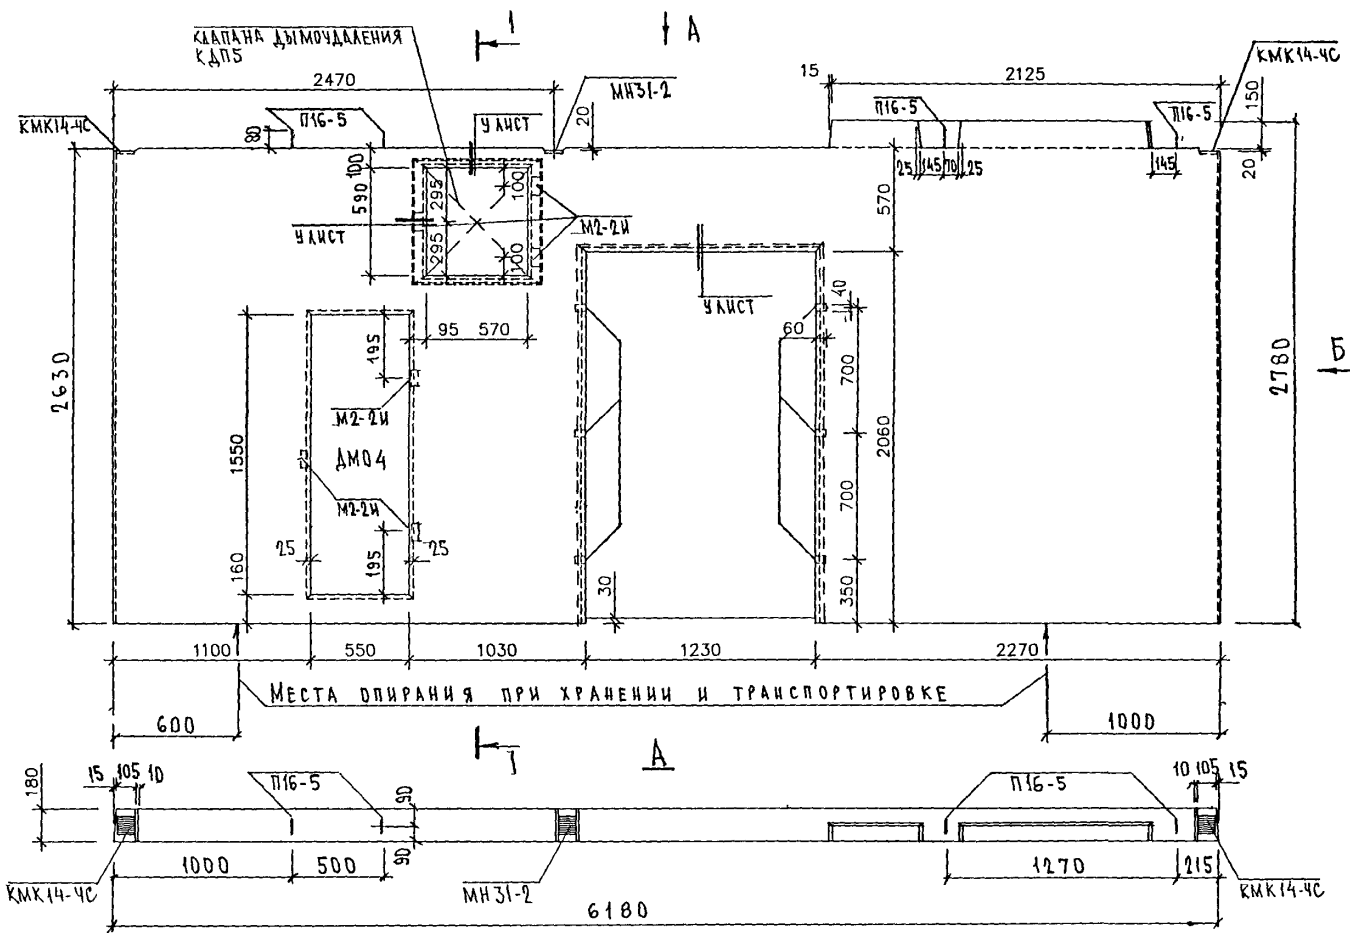 КЛАПАНА ДЫМОУДАЛЕНИЯ
КДП5
1
А
КМК14-4С
2470
15
2125
МН31-2
П16-5
П16-5
П16-5
150
КМК14-4С
80
У ЛИСТ
20
20
100
590
295
295
100
100
25
145
70
25
145
570
У ЛИСТ
М2-2И
У ЛИСТ
40
60
95
570
195
2630
1550
М2-2И
ДМ04
М2-2И
700
700
2060
350
2780
Б
25
25
195
160
30
1100
550
1030
1230
2270
МЕСТА ОПИРАНИЯ ПРИ ХРАНЕНИИ И ТРАНСПОРТИРОВКЕ
600
1000
1
А
180
15
105
10
П16-5
90
90
П16-5
10
105
15
КМК14-4С
1000
500
МН31-2
1270
215
КМК14-4С
6180